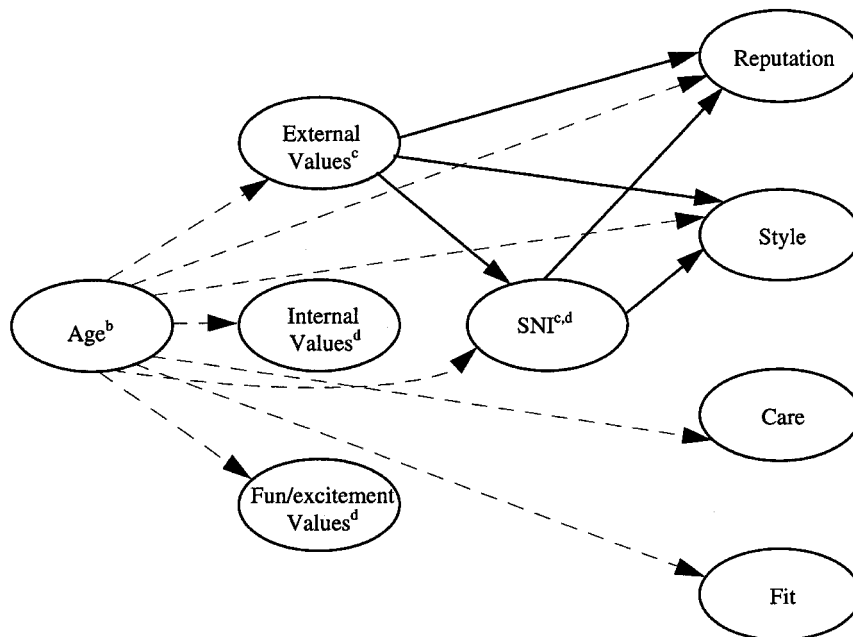 Reputation
External
Values^c
Style
Age^b
Internal
Values^d
SNI^c,d
Care
Fun/excitement
Values^d
Fit